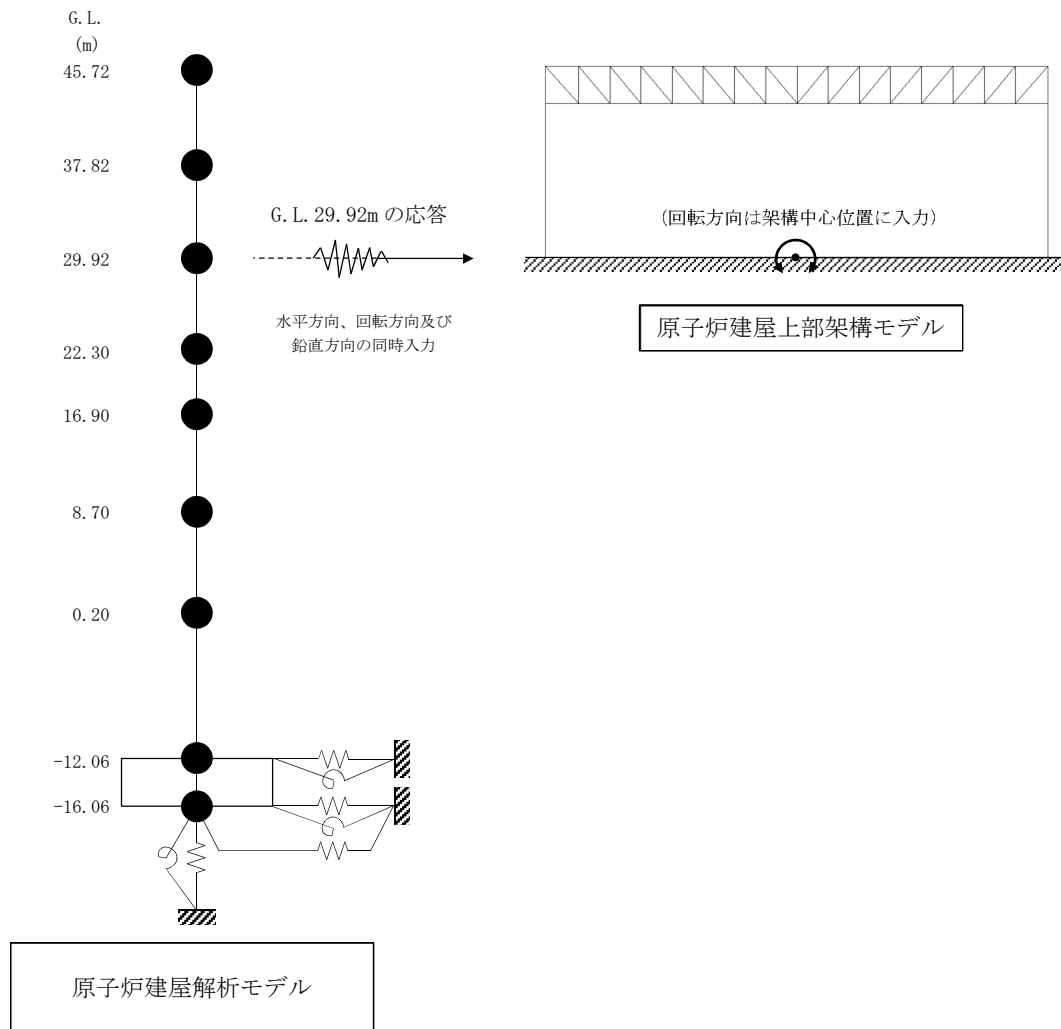 G.L.
(m)
45.72
37.82
29.92
22.30
16.90
8.70
0.20
-12.06
-16.06
G.L.29.92m の応答
水平方向、回転方向及び
鉛直方向の同時入力
(回転方向は架構中心位置に入力)
原子炉建屋上部架構モデル
原子炉建屋解析モデル